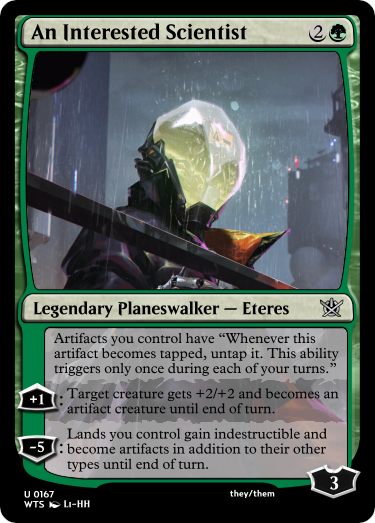 An Interested Scientist 2
Legendary Planeswalker — Eteres
Artifacts you control have “Whenever this
artifact becomes tapped, untap it. This ability
triggers only once during each of your turns.”
+1: Target creature gets +2/+2 and becomes an
artifact creature until end of turn.
-5: Lands you control gain indestructible and
become artifacts in addition to their other
types until end of turn.
3
U 0167
WTS Li-HH
they/them